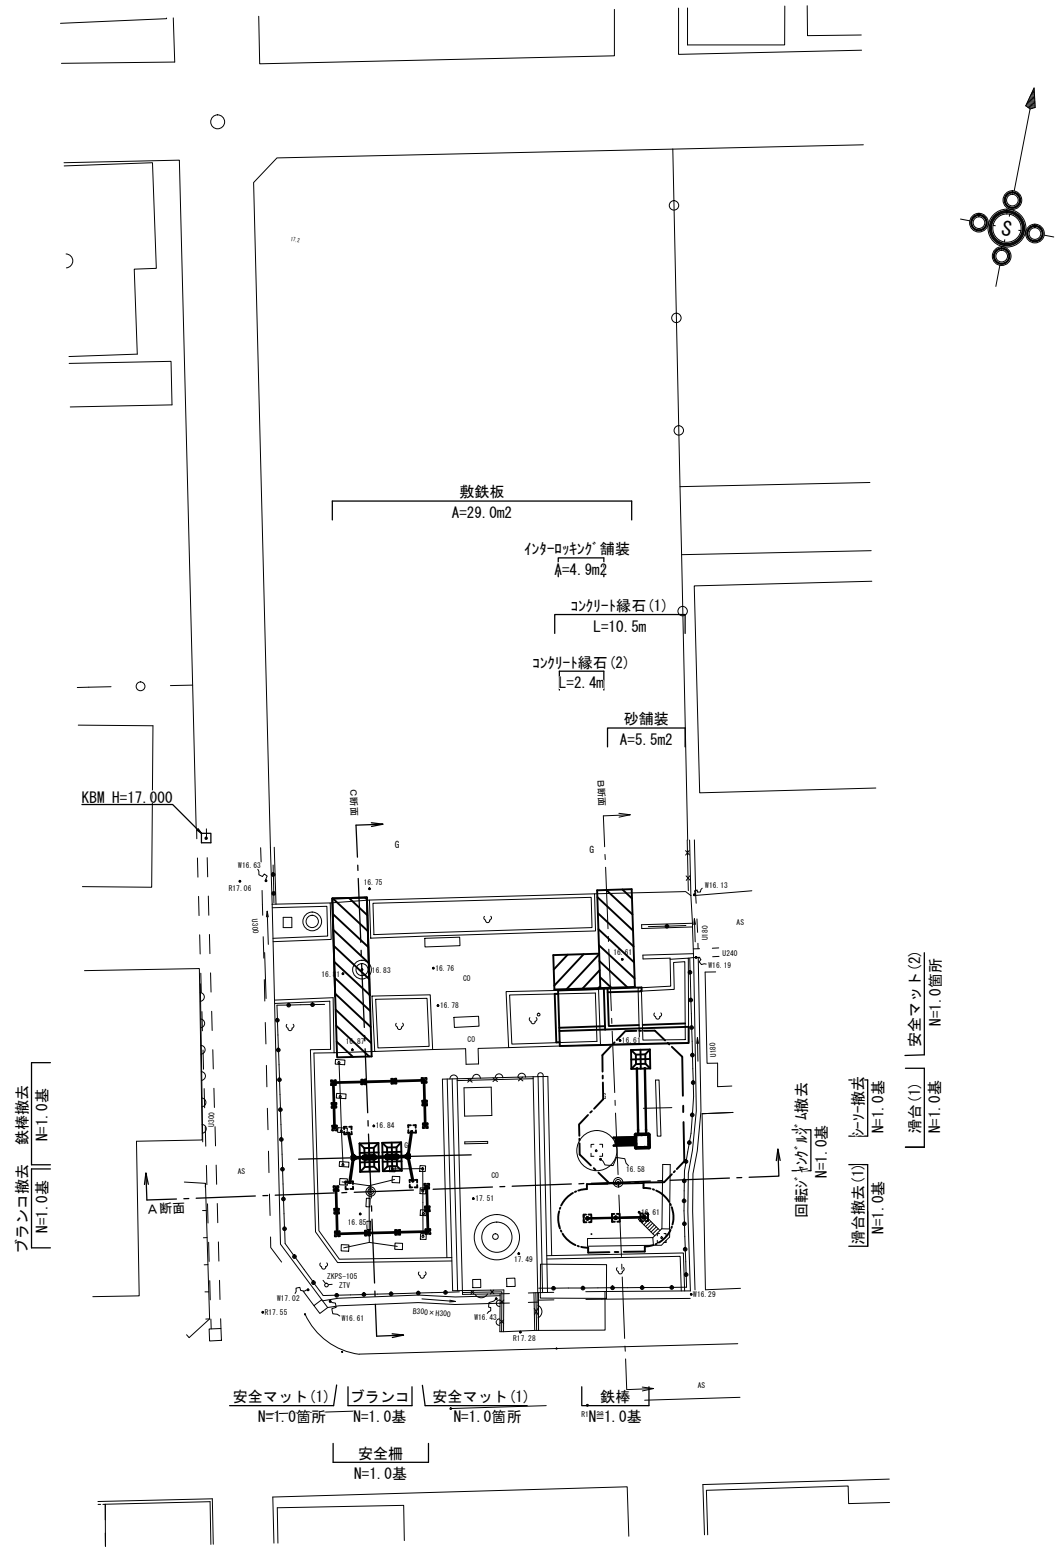 S
17.2
敷鉄板
A=29.0m2
インターロッキング舗装
A=4.9m2
コンクリート縁石(1)
L=10.5m
コンクリート縁石(2)
L=2.4m
砂舗装
A=5.5m2
KBM H=17.000
C断面
B断面
G
G
W16.63
R17.06
16.75
W16.13
U300
U180
AS
U240
W16.19
16.61
16.83
16.76
CO
16.78
CO
16.87
16.61
U180
U300
16.84
G
AS
CO
16.58
17.51
16.85
16.61
17.49
A断面
ZKPS-105
ZTV
W17.02
R17.55
W16.61
B300×H300
W16.43
R17.28
W16.29
AS
鉄棒撤去
N=1.0基
ブランコ撤去
N=1.0基
安全マット(2)
N=1.0箇所
滑台(1)
N=1.0基
シーソー撤去
N=1.0基
回転ジャングルジム撤去
N=1.0基
滑台撤去(1)
N=1.0基
安全マット(1)
N=1.0箇所
ブランコ
N=1.0基
安全マット(1)
N=1.0箇所
鉄棒
N=1.0基
安全柵
N=1.0基